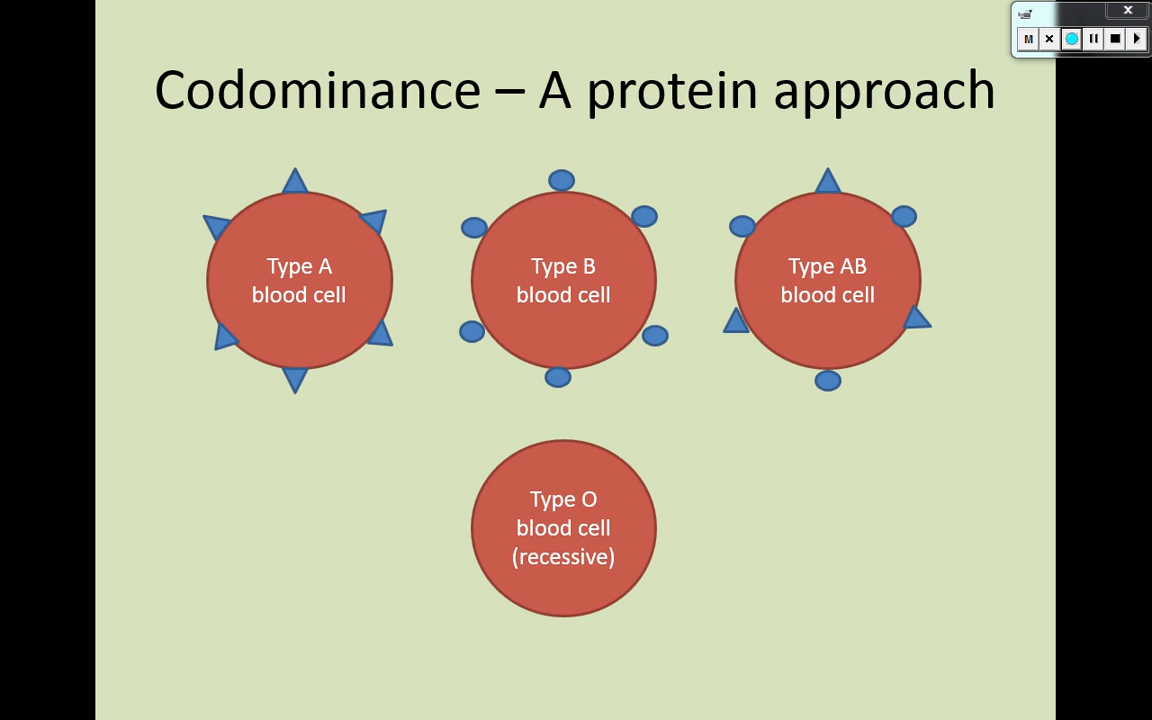 Codominance – A protein approach
Type A
blood cell
Type B
blood cell
Type AB
blood cell
Type O
blood cell
(recessive)
M